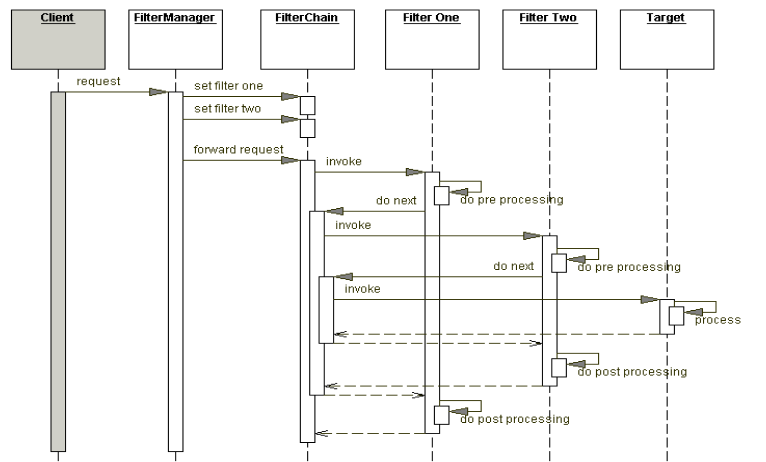 Client FilterManager FilterChain Filter One Filter Two Target
request
set filter one
set filter two
forward request
invoke
do pre processing
do next
invoke
do next
do pre processing
invoke
process
do post processing
do post processing